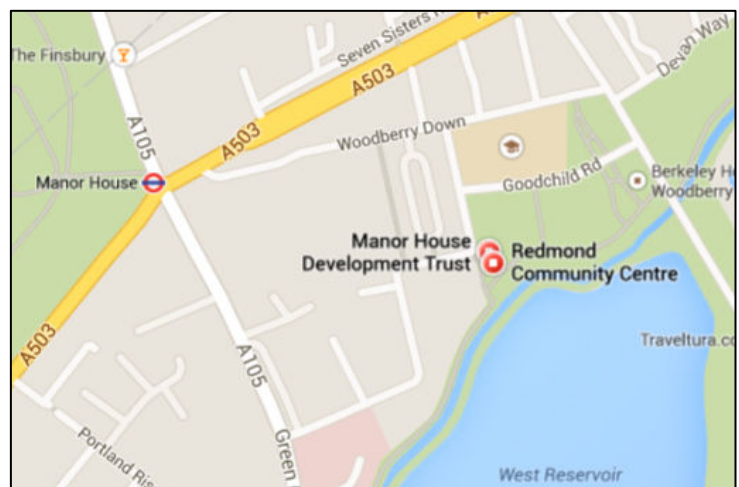 The Finsbury
Seven Sisters
A503
Devan Way
A105
A503
Woodberry Down
Manor House
Goodchild Rd
Berkeley
Woodberry
Manor House
Development Trust
Redmond
Community Centre
A503
A105
Traveltura.co
Green
Portland Ris
West Reservoir